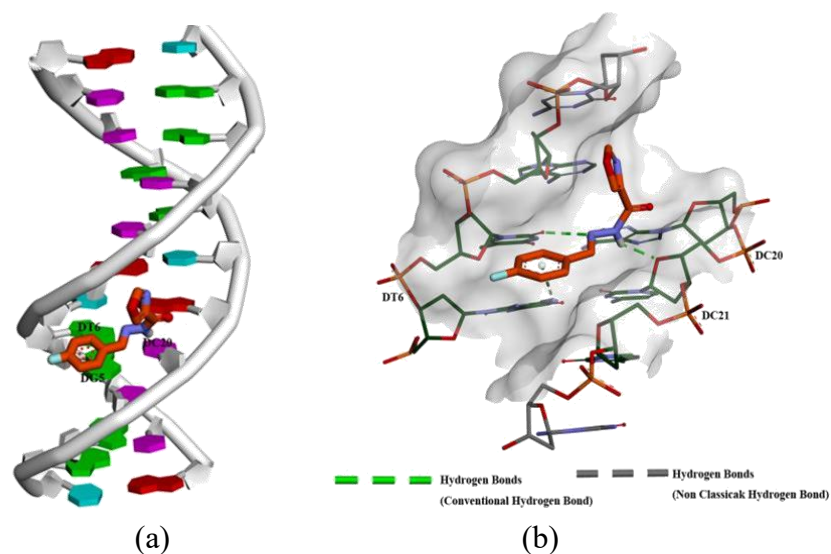 DT6
DC20
DG5
DT6
DC20
DC21
Hydrogen Bonds
(Conventional Hydrogen Bond)
Hydrogen Bonds
(Non Classicak Hydrogen Bond)
(a)
(b)